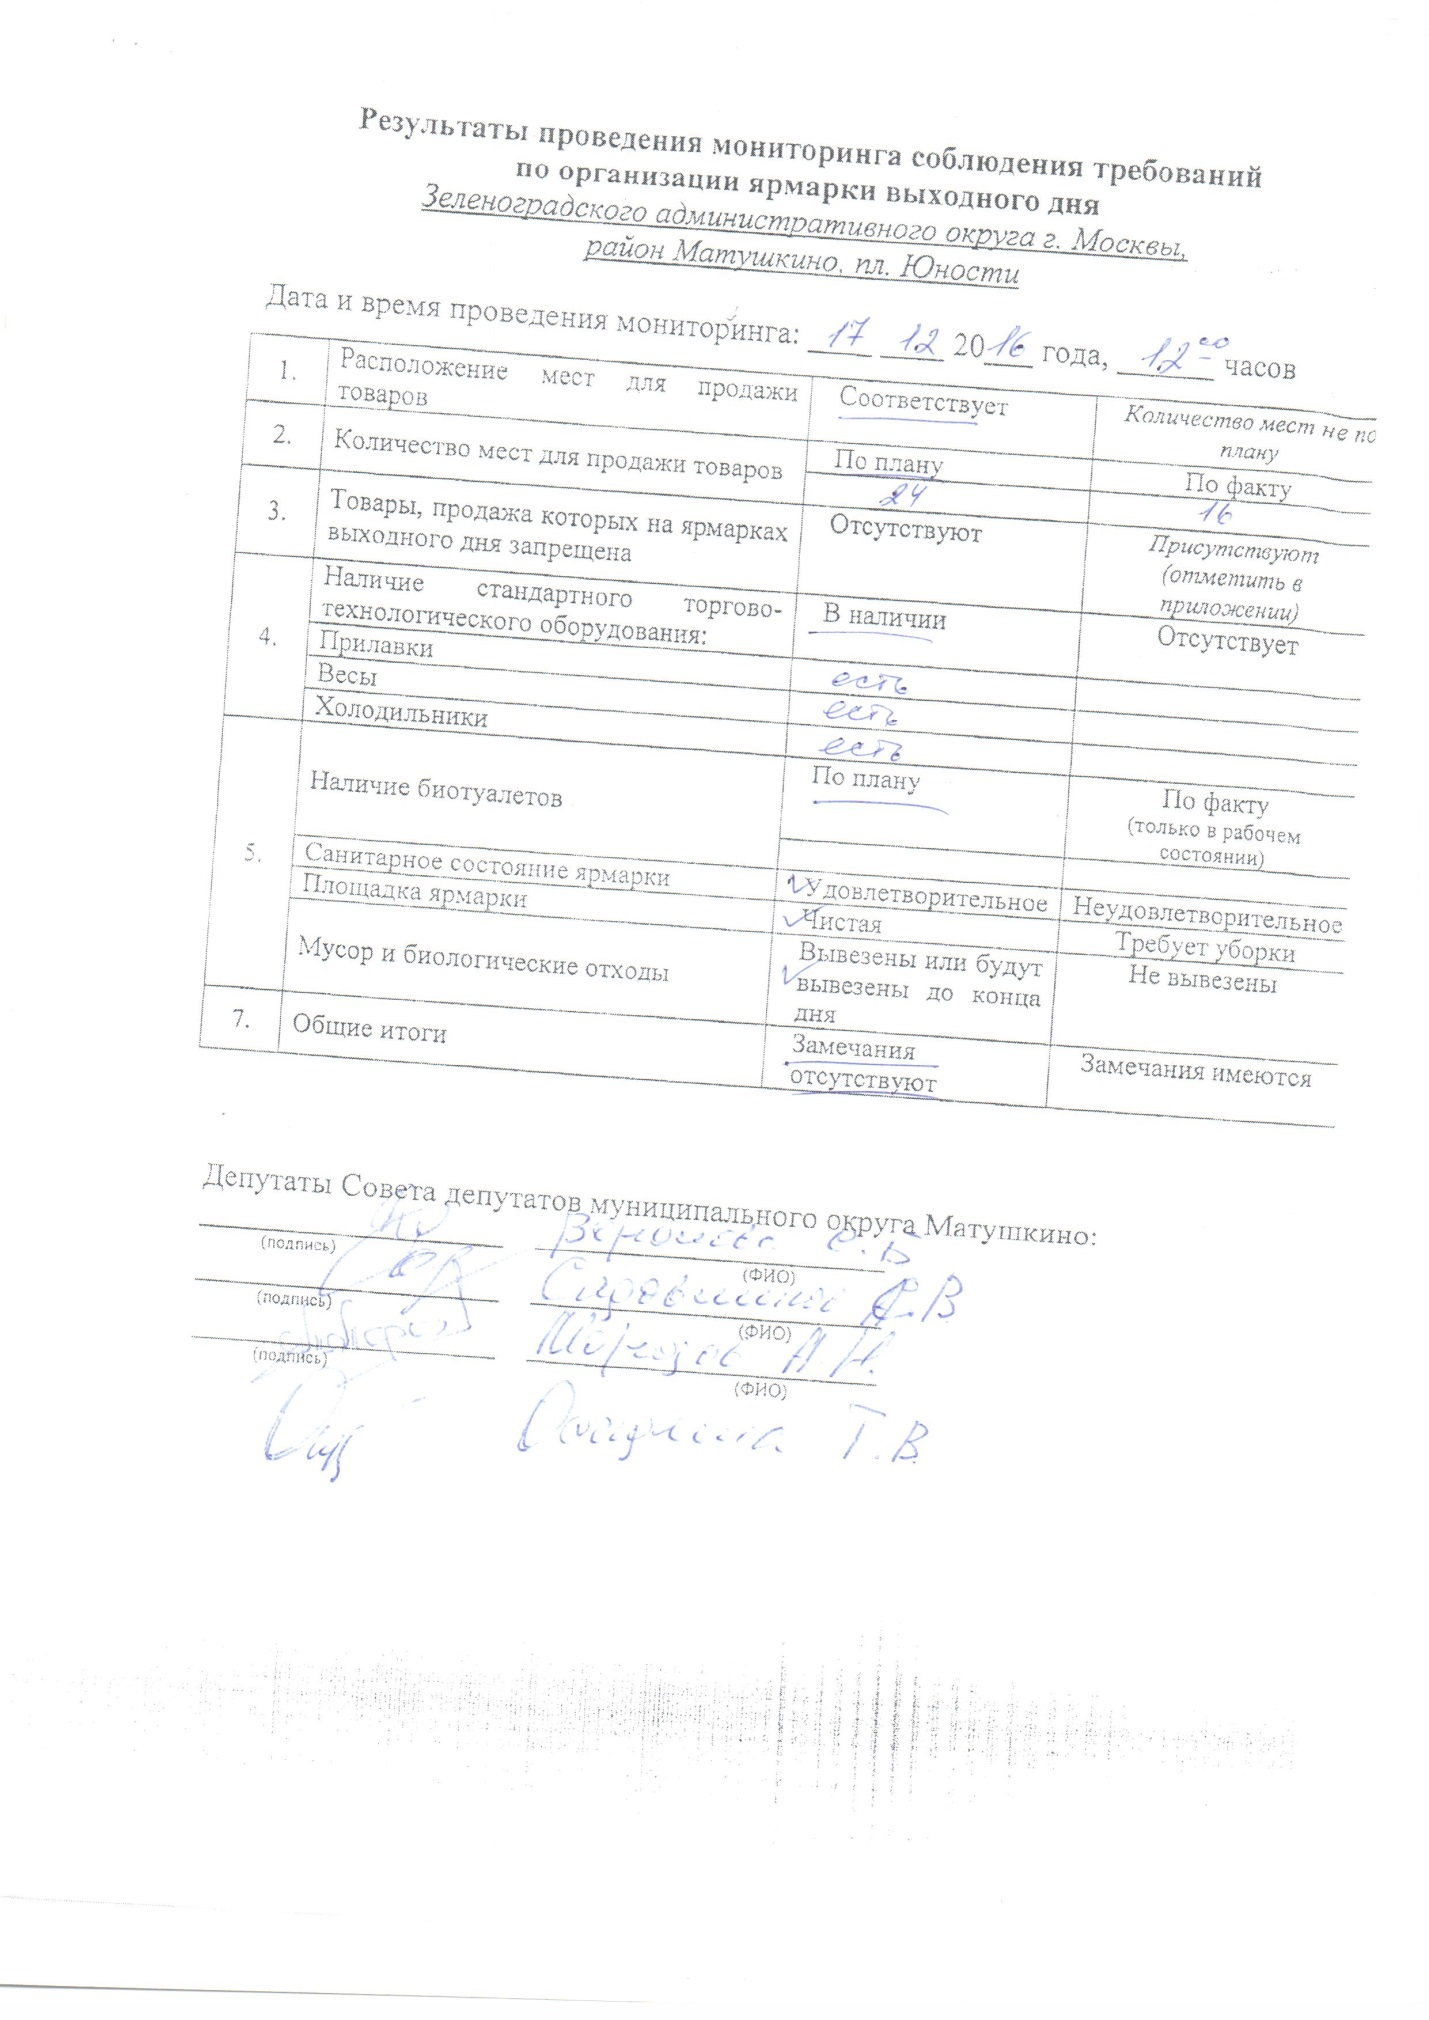 Результаты проведения мониторинга соблюдения требований
по организации ярмарки выходного дня
Зеленоградского административного округа г. Москвы,
район Матушкино, пл. Юности
Дата и время проведения мониторинга: 17 12 2016 года, 12 00 часов
1. Расположение мест для продажи товаров
Соответствует
Количество мест не по плану
2. Количество мест для продажи товаров
По плану
По факту
24
16
3. Товары, продажа которых на ярмарках
выходного дня запрещена
Отсутствуют
Присутствуют
(отметить в
приложении)
4. Наличие стандартного торгово-
технологического оборудования:
В наличии
Отсутствует
Прилавки
есть
Весы
есть
Холодильники
есть
5. Наличие биотуалетов
По плану
По факту
(только в рабочем
состоянии)
Санитарное состояние ярмарки
Удовлетворительное
Неудовлетворительное
Площадка ярмарки
Чистая
Требует уборки
Мусор и биологические отходы
Вывезены или будут
вывезены до конца
дня
Не вывезены
7. Общие итоги
Замечания
отсутствуют
Замечания имеются
Депутаты Совета депутатов муниципального округа Матушкино:
(подпись)
(ФИО)
(подпись) С.В.
(ФИО)
(подпись) Морозов А.Н.
(ФИО)
Т.В.